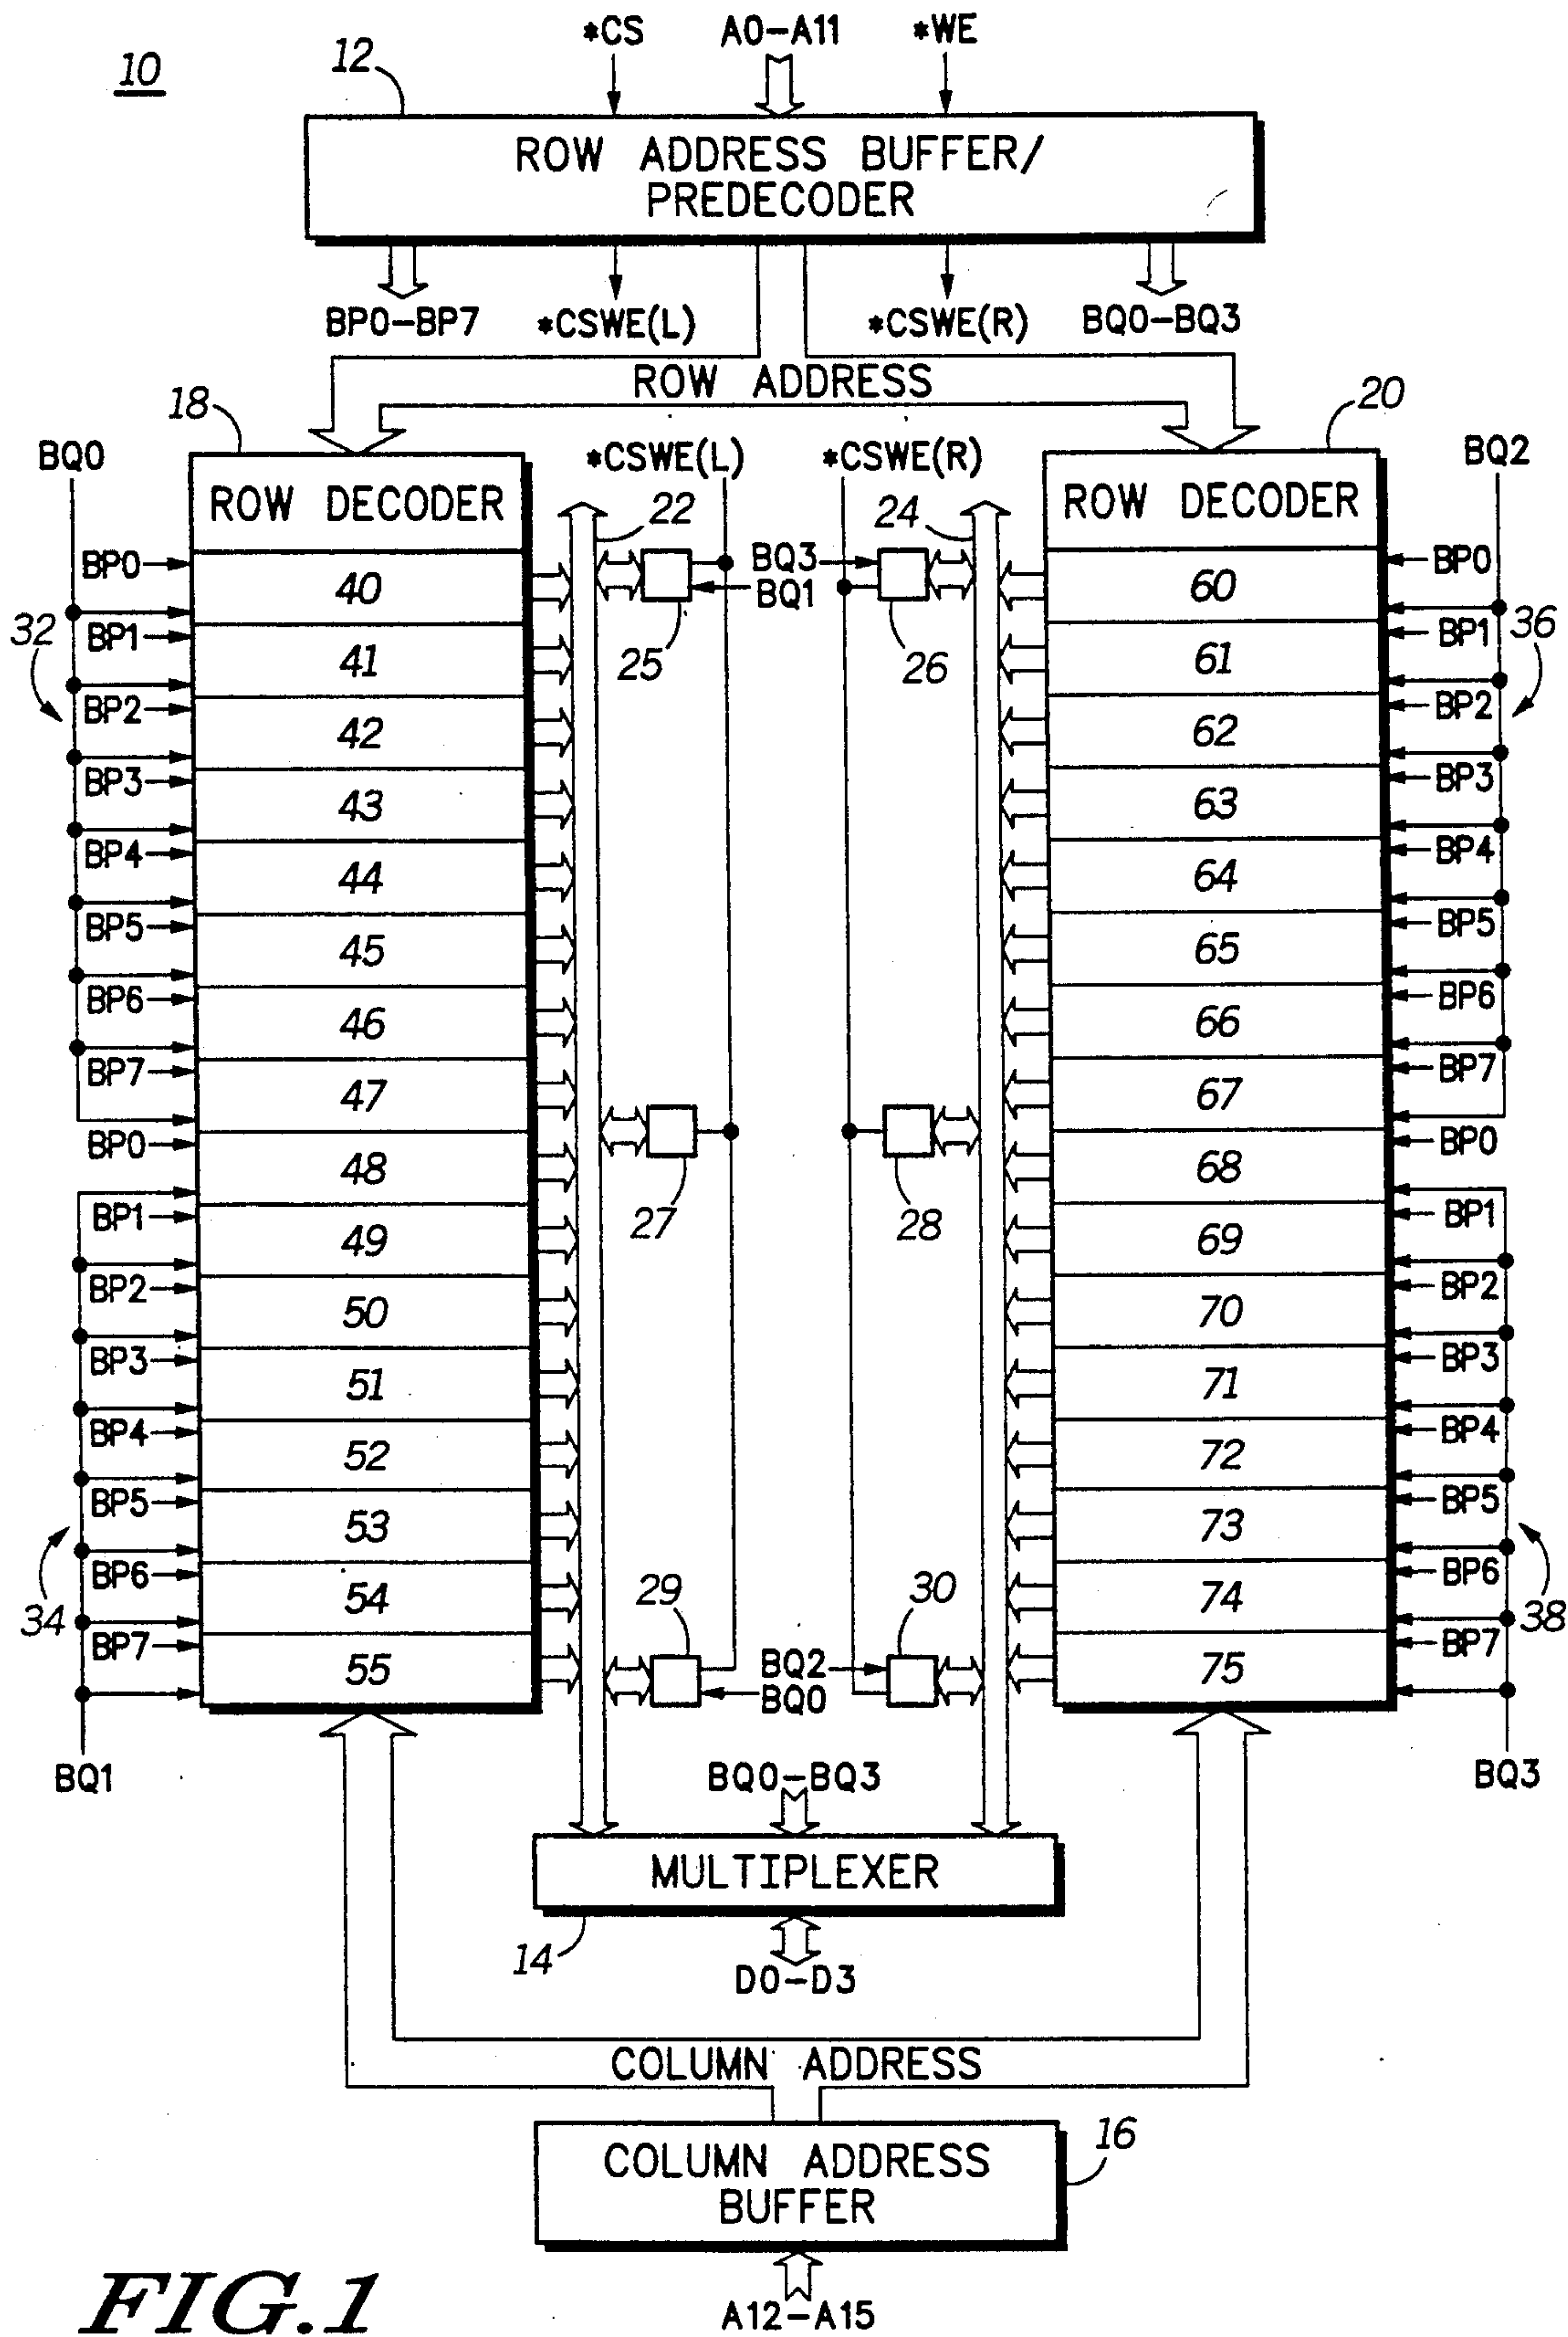 *CS A0-A11 *WE
10
12
ROW ADDRESS BUFFER/
PREDECODER
BP0-BP7 *CSWE(L) *CSWE(R) BQ0-BQ3
ROW ADDRESS
18 20
BQ0 *CSWE(L) *CSWE(R) BQ2
ROW DECODER 22 24 ROW DECODER
BP0 40 BQ3 60 BP0
BQ1
32 BP1 41 25 26 61 BP1 36
BP2 42 62 BP2
BP3 43 63 BP3
BP4 44 64 BP4
BP5 45 65 BP5
BP6 46 66 BP6
BP7 47 67 BP7
BP0 48 68 BP0
BP1 49 27 28 69 BP1
BP2 50 70 BP2
BP3 51 71 BP3
BP4 52 72 BP4
BP5 53 73 BP5
BP6 54 29 30 74 BP6
34 38
BP7 55 BQ2 75 BP7
BQ0
BQ1 BQ0-BQ3 BQ3
MULTIPLEXER
14
D0-D3
COLUMN ADDRESS
16
COLUMN ADDRESS
BUFFER
A12-A15
FIG.1